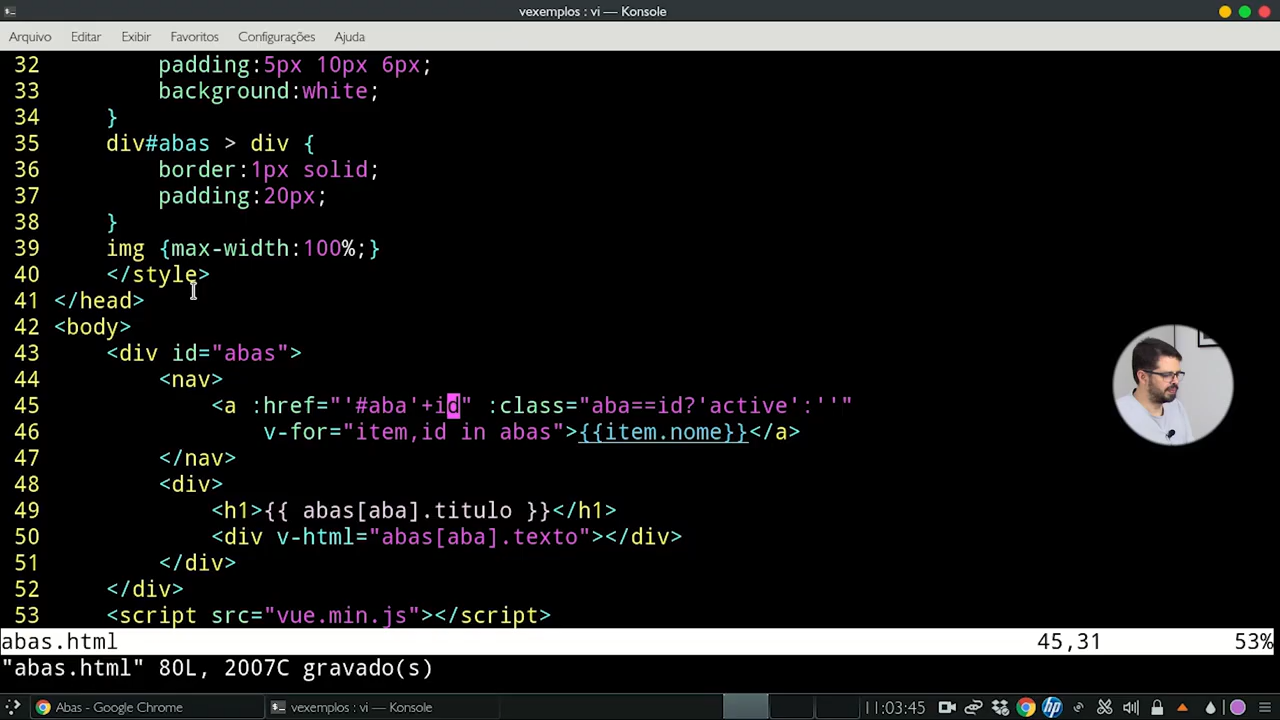 vexemplos : vi — Konsole
Arquivo Editar Exibir Favoritos Configurações Ajuda
32 padding:5px 10px 6px;
33 background:white;
34 }
35 div#abas > div {
36 border:1px solid;
37 padding:20px;
38 }
39 img {max-width:100%;}
40 </style>
41 </head>
42 <body>
43 <div id="abas">
44 <nav>
45 <a :href="'#aba'+id" :class="aba==id?'active':''"
46 v-for="item,id in abas">{{item.nome}}</a>
47 </nav>
48 <div>
49 <h1>{{ abas[aba].titulo }}</h1>
50 <div v-html="abas[aba].texto"></div>
51 </div>
52 </div>
53 <script src="vue.min.js"></script>
abas.html 45,31 53%
"abas.html" 80L, 2007C gravado(s)
Abas - Google Chrome vexemplos : vi — Konsole 11:03:45 hp